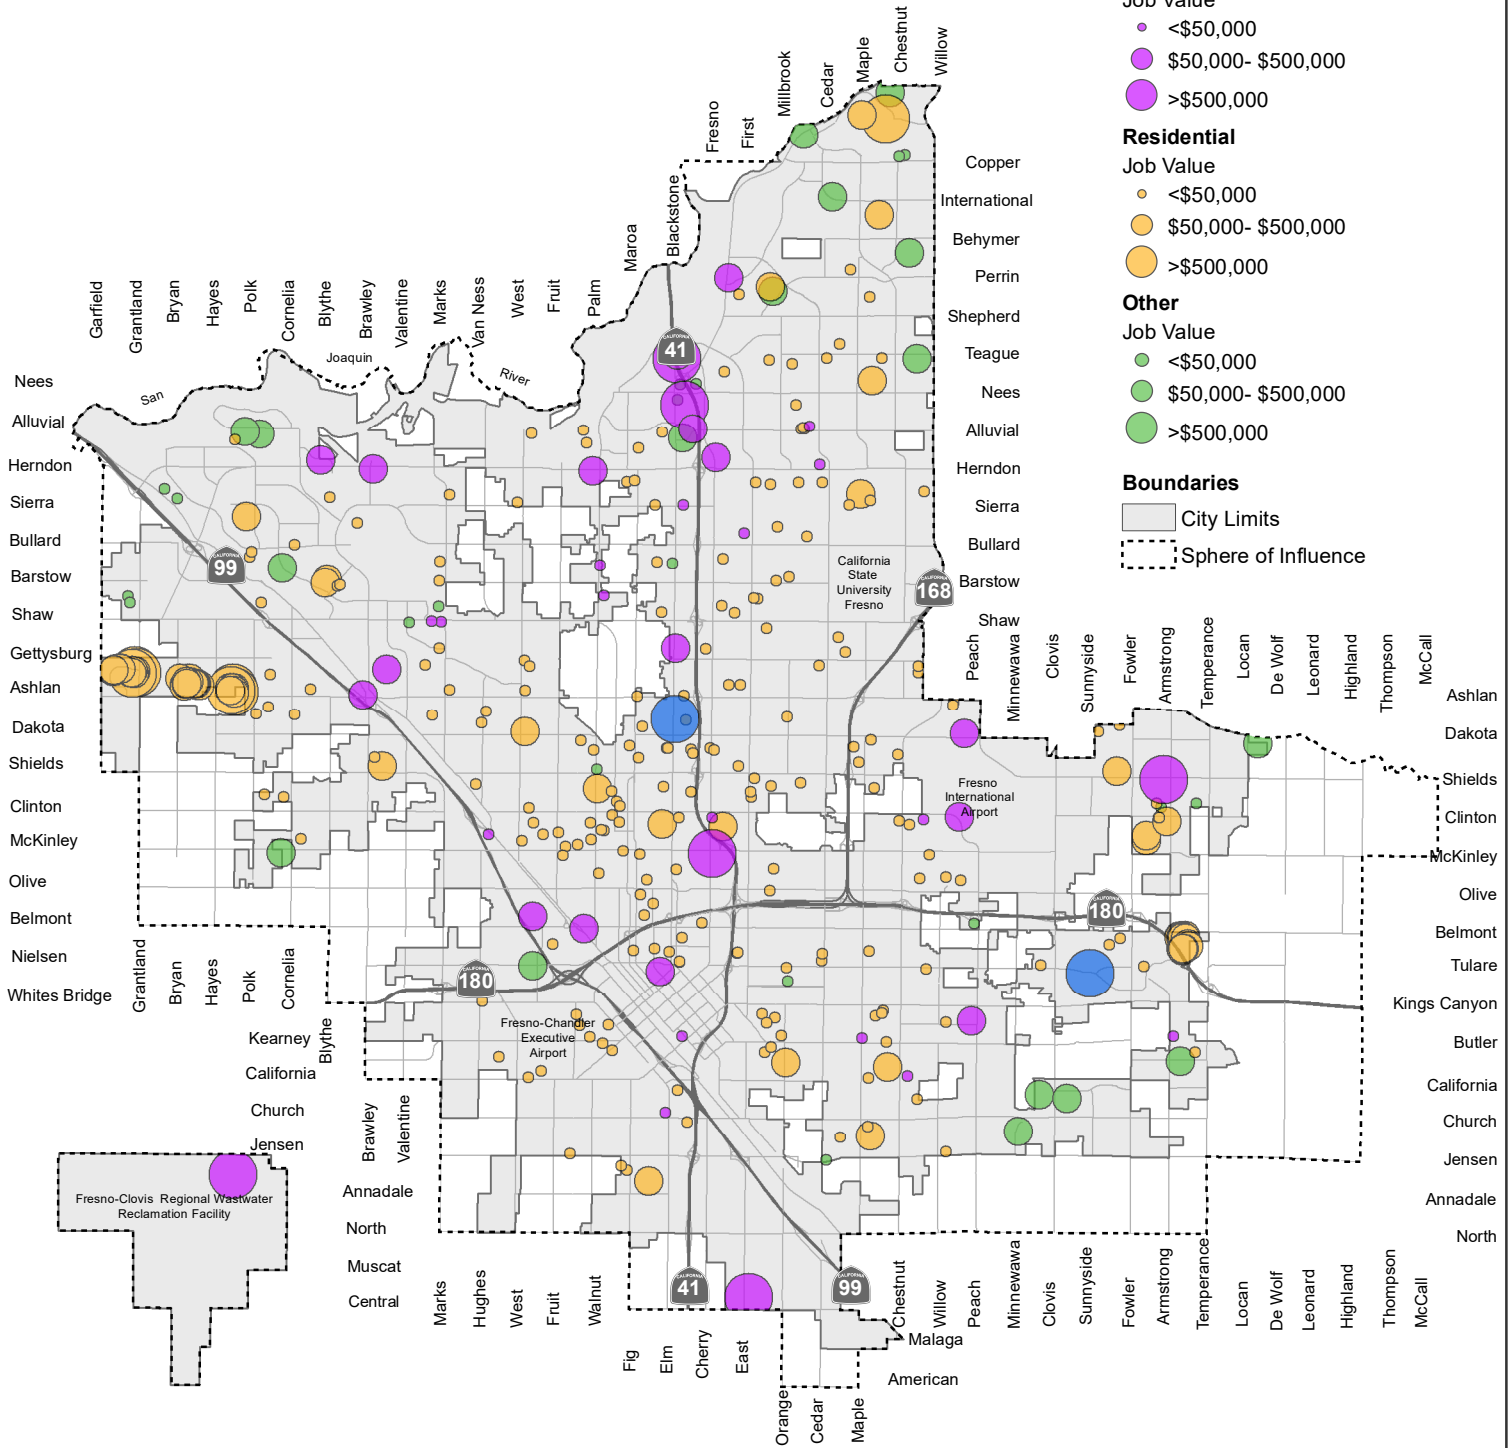 Job Value
<$50,000
$50,000- $500,000
>$500,000
Residential
Job Value
<$50,000
$50,000- $500,000
>$500,000
Other
Job Value
<$50,000
$50,000- $500,000
>$500,000
Boundaries
City Limits
Sphere of Influence
Fresno
First
Millbrook
Cedar
Maple
Chestnut
Willow
Garfield
Grantland
Bryan
Hayes
Polk
Cornelia
Blythe
Brawley
Valentine
Marks
Van Ness
West
Fruit
Palm
Maroa
Blackstone
San
Joaquin
River
Copper
International
Behymer
Perrin
Shepherd
Teague
Nees
Alluvial
Herndon
Sierra
Bullard
Barstow
Shaw
Nees
Alluvial
Herndon
Sierra
Bullard
Barstow
Shaw
Gettysburg
Ashlan
Dakota
Shields
Clinton
McKinley
Olive
Belmont
Nielsen
Whites Bridge
CALIFORNIA
41
CALIFORNIA
99
CALIFORNIA
168
California
State
University
Fresno
Peach
Minnewawa
Clovis
Sunnyside
Fowler
Armstrong
Temperance
Locan
De Wolf
Leonard
Highland
Thompson
McCall
Ashlan
Dakota
Shields
Clinton
McKinley
Olive
Belmont
Tulare
Kings Canyon
Butler
California
Church
Jensen
Annadale
North
Fresno
International
Airport
CALIFORNIA
180
CALIFORNIA
180
Grantland
Bryan
Hayes
Polk
Cornelia
Blythe
Kearney
California
Church
Jensen
Brawley
Valentine
Annadale
North
Muscat
Central
Fresno-Chandler
Executive
Airport
Fresno-Clovis Regional Wastwater
Reclamation Facility
CALIFORNIA
41
CALIFORNIA
99
Marks
Hughes
West
Fruit
Walnut
Fig
Elm
Cherry
East
Orange
Cedar
Maple
Chestnut
Willow
Peach
Minnewawa
Clovis
Sunnyside
Fowler
Armstrong
Temperance
Locan
De Wolf
Leonard
Highland
Thompson
McCall
Malaga
American